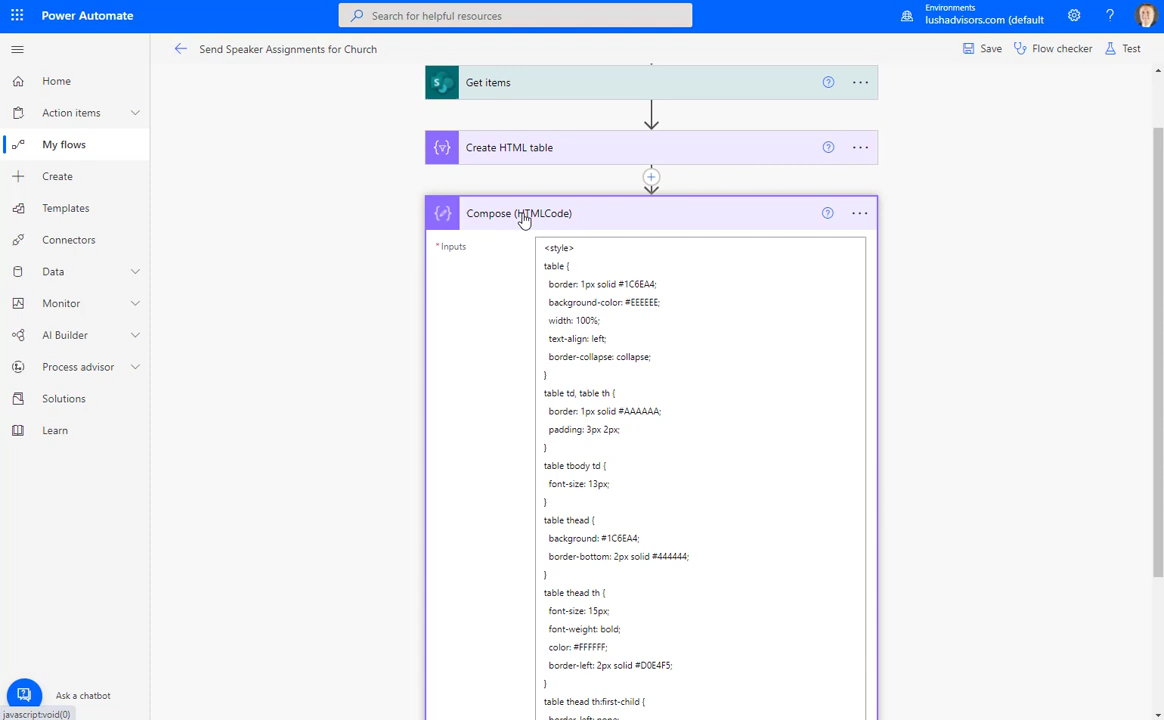 Power Automate
Search for helpful resources
Environments
lushadvisors.com (default
?
Send Speaker Assignments for Church
Save
Flow checker
Test
Home
Action items
My flows
Create
Templates
Connectors
Data
Monitor
AI Builder
Process advisor
Solutions
Learn
Ask a chatbot
javascript:void(0)
S
Get items
?
...
Create HTML table
?
...
Compose (HTMLCode)
?
...
* Inputs
<style>
table {
border: 1px solid #1C6EA4;
background-color: #EEEEEE;
width: 100%;
text-align: left;
border-collapse: collapse;
}
table td, table th {
border: 1px solid #AAAAAA;
padding: 3px 2px;
}
table tbody td {
font-size: 13px;
}
table thead {
background: #1C6EA4;
border-bottom: 2px solid #444444;
}
table thead th {
font-size: 15px;
font-weight: bold;
color: #FFFFFF;
border-left: 2px solid #D0E4F5;
}
table thead th:first-child {
border-left: none;